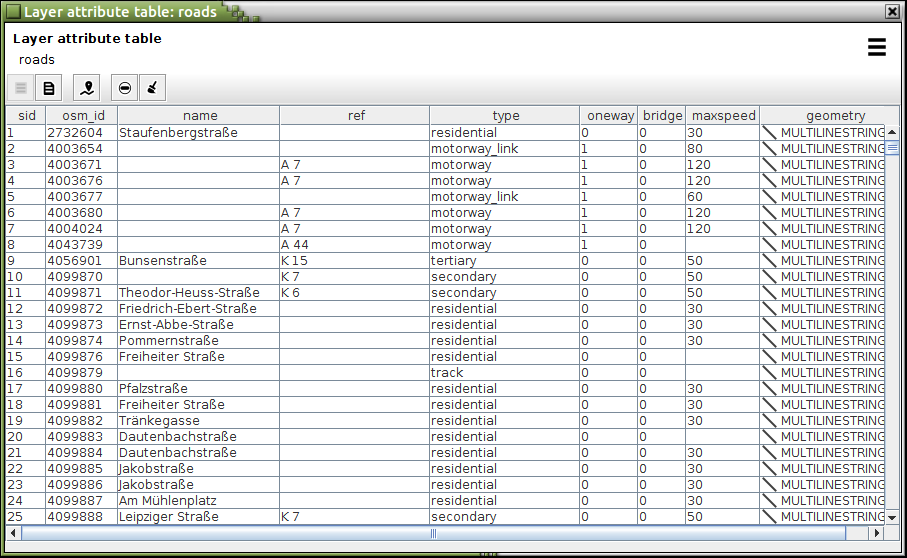 Layer attribute table: roads
Layer attribute table
roads
sid osm_id name ref type oneway bridge maxspeed geometry
1 2732604 Staufenbergstraße residential 0 0 30 MULTILINESTRING
2 4003654 motorway_link 1 0 80 MULTILINESTRING
3 4003671 A 7 motorway 1 0 120 MULTILINESTRING
4 4003676 A 7 motorway 1 0 120 MULTILINESTRING
5 4003677 motorway_link 1 0 60 MULTILINESTRING
6 4003680 A 7 motorway 1 0 120 MULTILINESTRING
7 4004024 A 7 motorway 1 0 120 MULTILINESTRING
8 4043739 A 44 motorway 1 0 MULTILINESTRING
9 4056901 Bunsenstraße K 15 tertiary 0 0 50 MULTILINESTRING
10 4099870 K 7 secondary 0 0 50 MULTILINESTRING
11 4099871 Theodor-Heuss-Straße K 6 secondary 0 0 50 MULTILINESTRING
12 4099872 Friedrich-Ebert-Straße residential 0 0 30 MULTILINESTRING
13 4099873 Ernst-Abbe-Straße residential 0 0 30 MULTILINESTRING
14 4099874 Pommernstraße residential 0 0 30 MULTILINESTRING
15 4099876 Freiheiter Straße residential 0 0 MULTILINESTRING
16 4099879 track 0 0 MULTILINESTRING
17 4099880 Pfalzstraße residential 0 0 30 MULTILINESTRING
18 4099881 Freiheiter Straße residential 0 0 30 MULTILINESTRING
19 4099882 Tränkegasse residential 0 0 30 MULTILINESTRING
20 4099883 Dautenbachstraße residential 0 0 MULTILINESTRING
21 4099884 Dautenbachstraße residential 0 0 30 MULTILINESTRING
22 4099885 Jakobstraße residential 0 0 30 MULTILINESTRING
23 4099886 Jakobstraße residential 0 0 30 MULTILINESTRING
24 4099887 Am Mühlenplatz residential 0 0 30 MULTILINESTRING
25 4099888 Leipziger Straße K 7 secondary 0 0 50 MULTILINESTRING